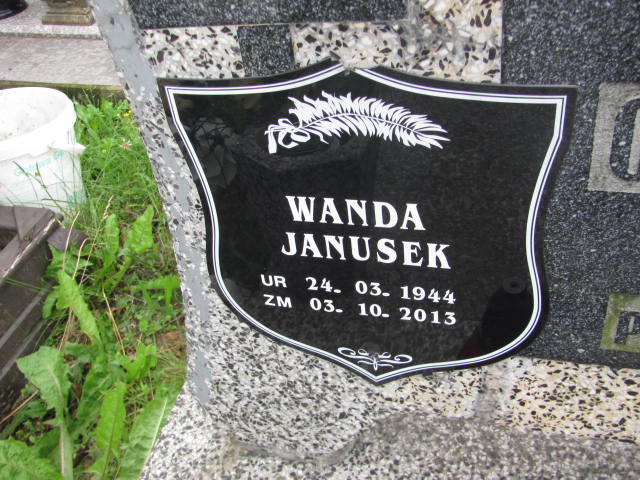 WANDA
JANUSEK
UR 24. 03. 1944
ZM 03. 10. 2013